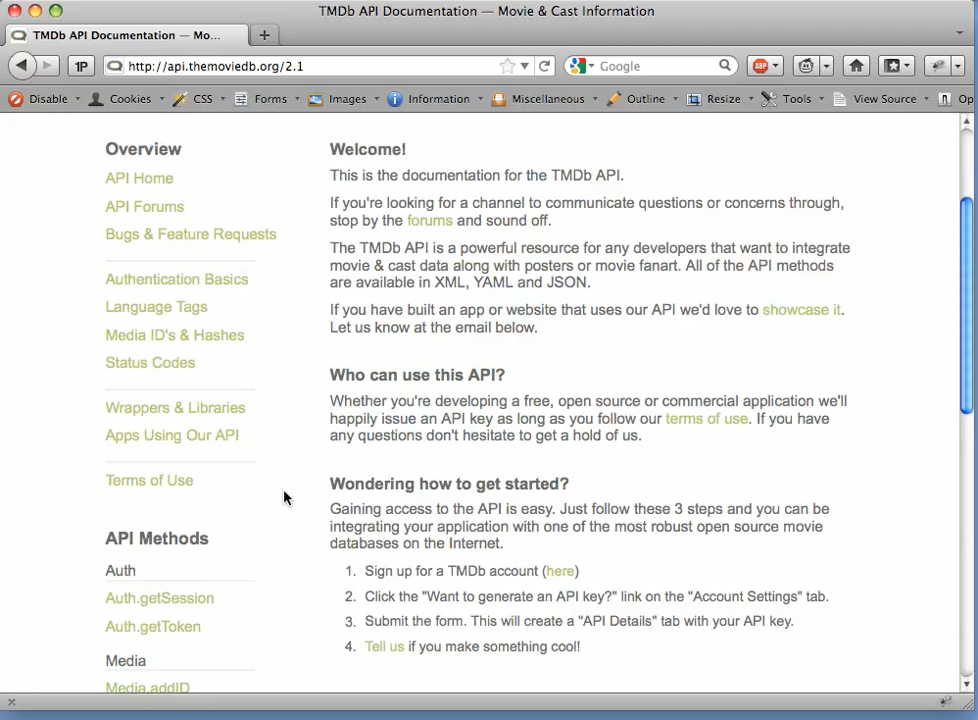 TMDb API Documentation — Movie & Cast Information
TMDb API Documentation — Mo...
1P
http://api.themoviedb.org/2.1
Google
ABP
Disable
Cookies
CSS
Forms
Images
Information
Miscellaneous
Outline
Resize
Tools
View Source
Op
Overview
API Home
API Forums
Bugs & Feature Requests
Authentication Basics
Language Tags
Media ID's & Hashes
Status Codes
Wrappers & Libraries
Apps Using Our API
Terms of Use
API Methods
Auth
Auth.getSession
Auth.getToken
Media
Media.addID
Welcome!
This is the documentation for the TMDb API.
If you're looking for a channel to communicate questions or concerns through,
stop by the forums and sound off.
The TMDb API is a powerful resource for any developers that want to integrate
movie & cast data along with posters or movie fanart. All of the API methods
are available in XML, YAML and JSON.
If you have built an app or website that uses our API we'd love to showcase it.
Let us know at the email below.
Who can use this API?
Whether you're developing a free, open source or commercial application we'll
happily issue an API key as long as you follow our terms of use. If you have
any questions don't hesitate to get a hold of us.
Wondering how to get started?
Gaining access to the API is easy. Just follow these 3 steps and you can be
integrating your application with one of the most robust open source movie
databases on the Internet.
1. Sign up for a TMDb account (here)
2. Click the "Want to generate an API key?" link on the "Account Settings" tab.
3. Submit the form. This will create a "API Details" tab with your API key.
4. Tell us if you make something cool!